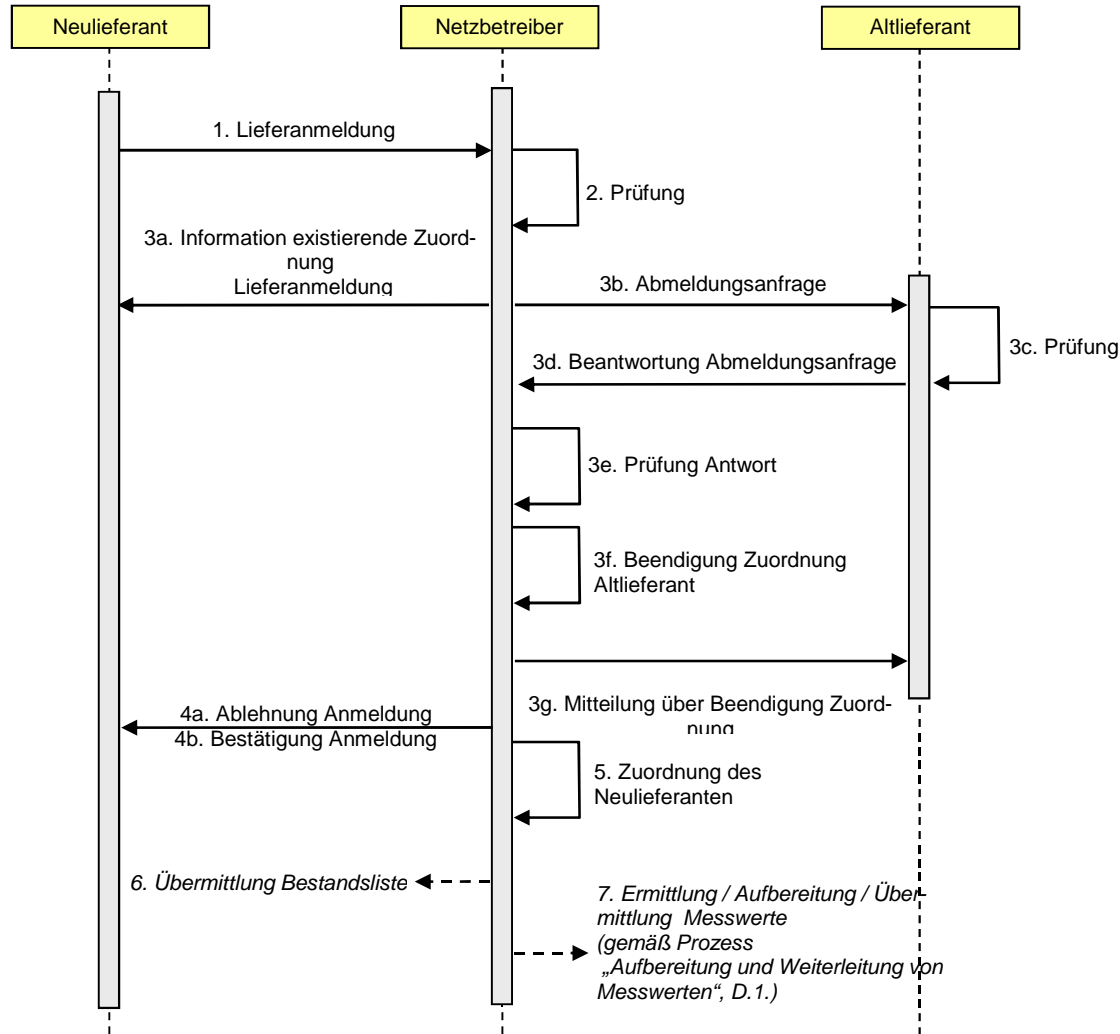 Neulieferant
Netzbetreiber
Altlieferant
1. Lieferanmeldung
2. Prüfung
3a. Information existierende Zuord-
nung
Lieferanmeldung
3b. Abmeldungsanfrage
3c. Prüfung
3d. Beantwortung Abmeldungsanfrage
3e. Prüfung Antwort
3f. Beendigung Zuordnung
Altlieferant
3g. Mitteilung über Beendigung Zuord-
nung
4a. Ablehnung Anmeldung
4b. Bestätigung Anmeldung
5. Zuordnung des
Neulieferanten
6. Übermittlung Bestandsliste
7. Ermittlung / Aufbereitung / Über-
mittlung Messwerte
(gemäß Prozess
„Aufbereitung und Weiterleitung von
Messwerten“, D.1.)